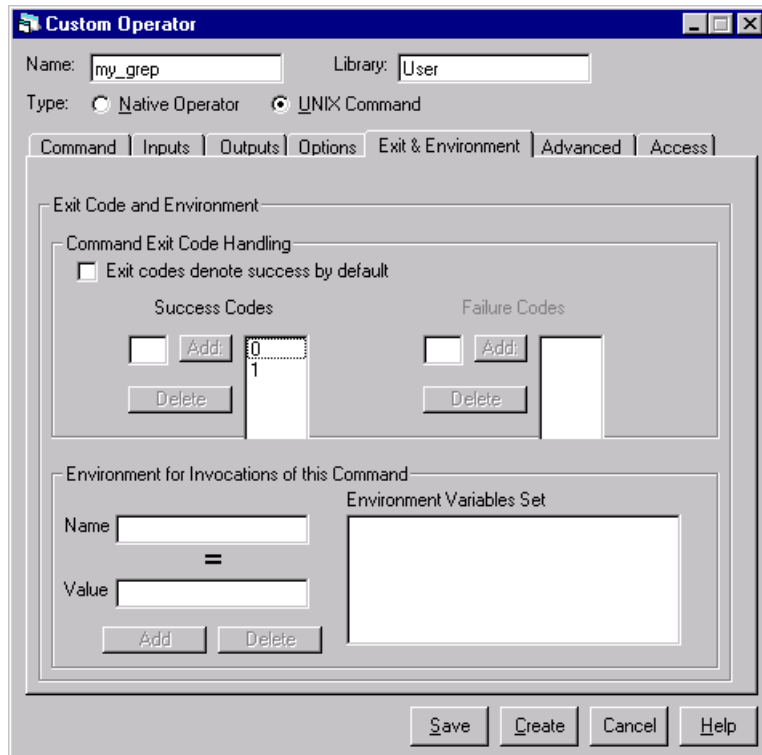 Custom Operator
Name: my_grep Library: User
Type: Native Operator UNIX Command
Command Inputs Outputs Options Exit & Environment Advanced Access
Exit Code and Environment
Command Exit Code Handling
Exit codes denote success by default
Success Codes Failure Codes
Add: 0 Add:
1
Delete Delete
Environment for Invocations of this Command
Environment Variables Set
Name
=
Value
Add Delete
Save Create Cancel Help